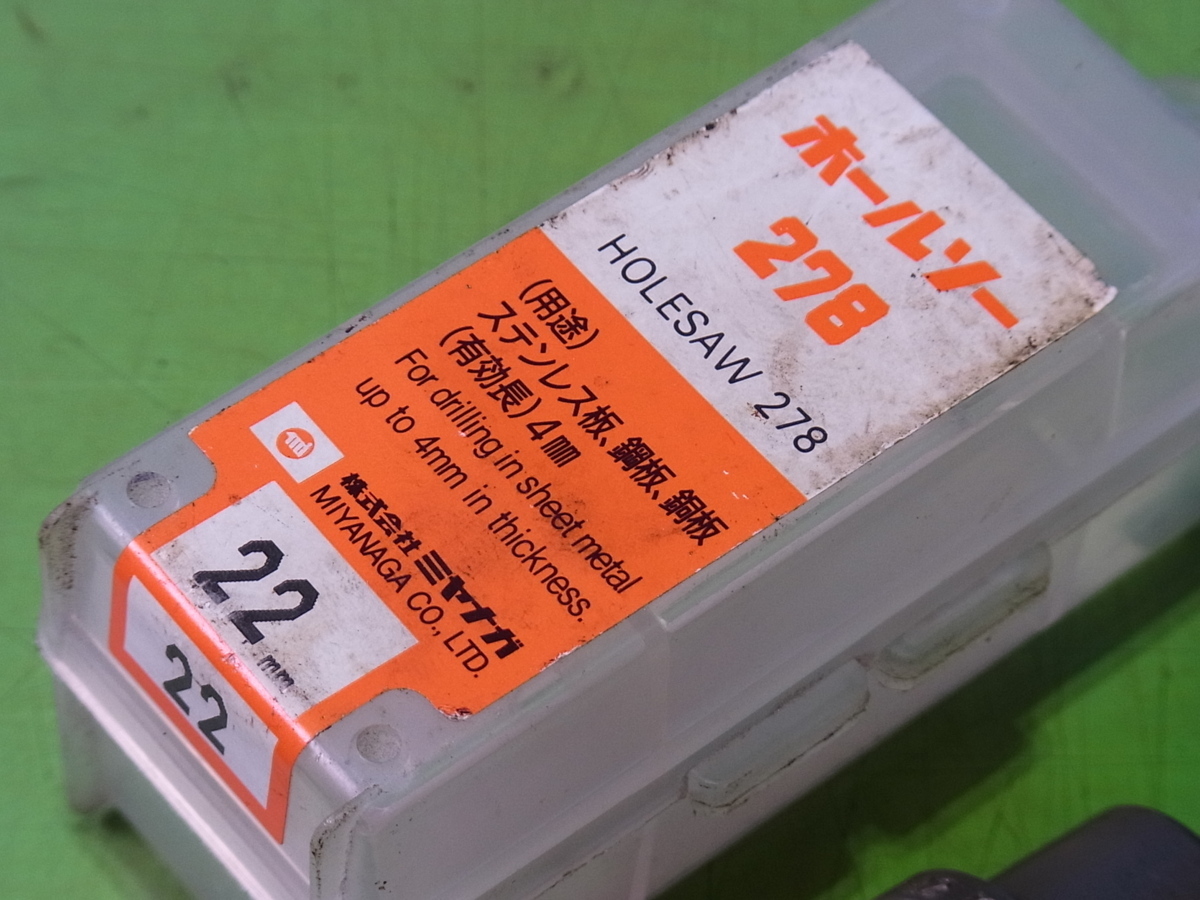 ホールソー
278
HOLESAW 278
(用途)
ステンレス板、鋼板、銅板
(有効長)4㎜
For drilling in sheet metal
up to 4mm in thickness.
株式会社ミヤナガ
MIYANAGA CO., LTD.
22mm
22